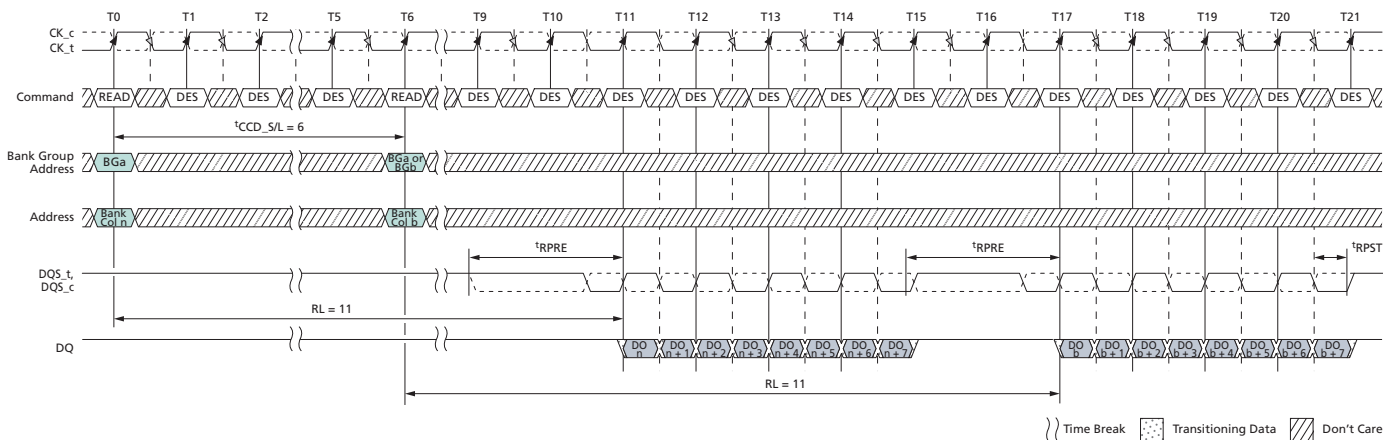 T0 T1 T2 T5 T6 T9 T10 T11 T12 T13 T14 T15 T16 T17 T18 T19 T20 T21
CK_c
CK_t
Command READ DES DES DES READ DES DES DES DES DES DES DES DES DES DES DES DES DES
tCCD_S/L = 6
Bank Group
Address
BGa
BGa or
BGb
Address
Bank
Col n
Bank
Col b
tRPRE tRPRE tRPST
DQS_t,
DQS_c
RL = 11
DQ
DO
n
DO
n + 1
DO
n + 2
DO
n + 3
DO
n + 4
DO
n + 5
DO
n + 6
DO
n + 7
DO
b
DO
b + 1
DO
b + 2
DO
b + 3
DO
b + 4
DO
b + 5
DO
b + 6
DO
b + 7
RL = 11
Time Break Transitioning Data Don't Care